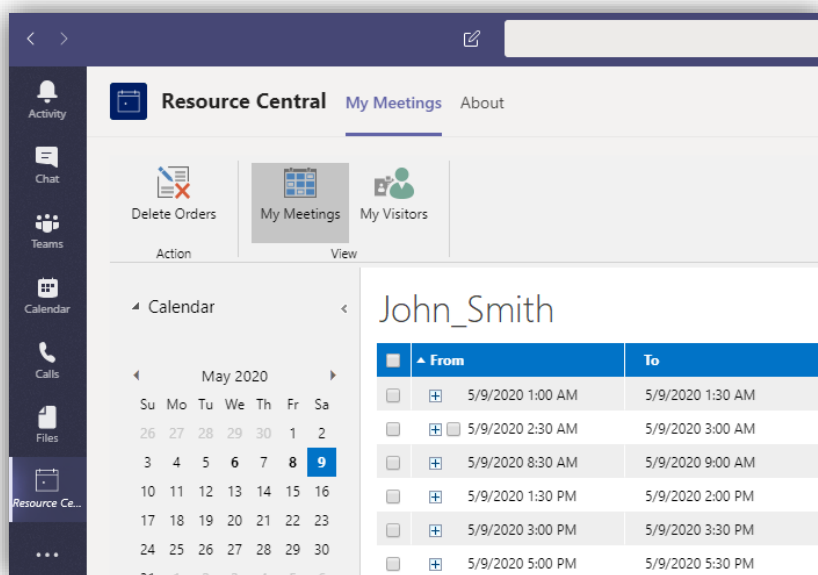 Activity
Chat
Teams
Calendar
Calls
Files
Resource Ce...
Resource Central My Meetings About
Delete Orders My Meetings My Visitors
Action View
Calendar
May 2020
Su Mo Tu We Th Fr Sa
26 27 28 29 30 1 2
3 4 5 6 7 8 9
10 11 12 13 14 15 16
17 18 19 20 21 22 23
24 25 26 27 28 29 30
John_Smith
From To
5/9/2020 1:00 AM 5/9/2020 1:30 AM
5/9/2020 2:30 AM 5/9/2020 3:00 AM
5/9/2020 8:30 AM 5/9/2020 9:00 AM
5/9/2020 1:30 PM 5/9/2020 2:00 PM
5/9/2020 3:00 PM 5/9/2020 3:30 PM
5/9/2020 5:00 PM 5/9/2020 5:30 PM